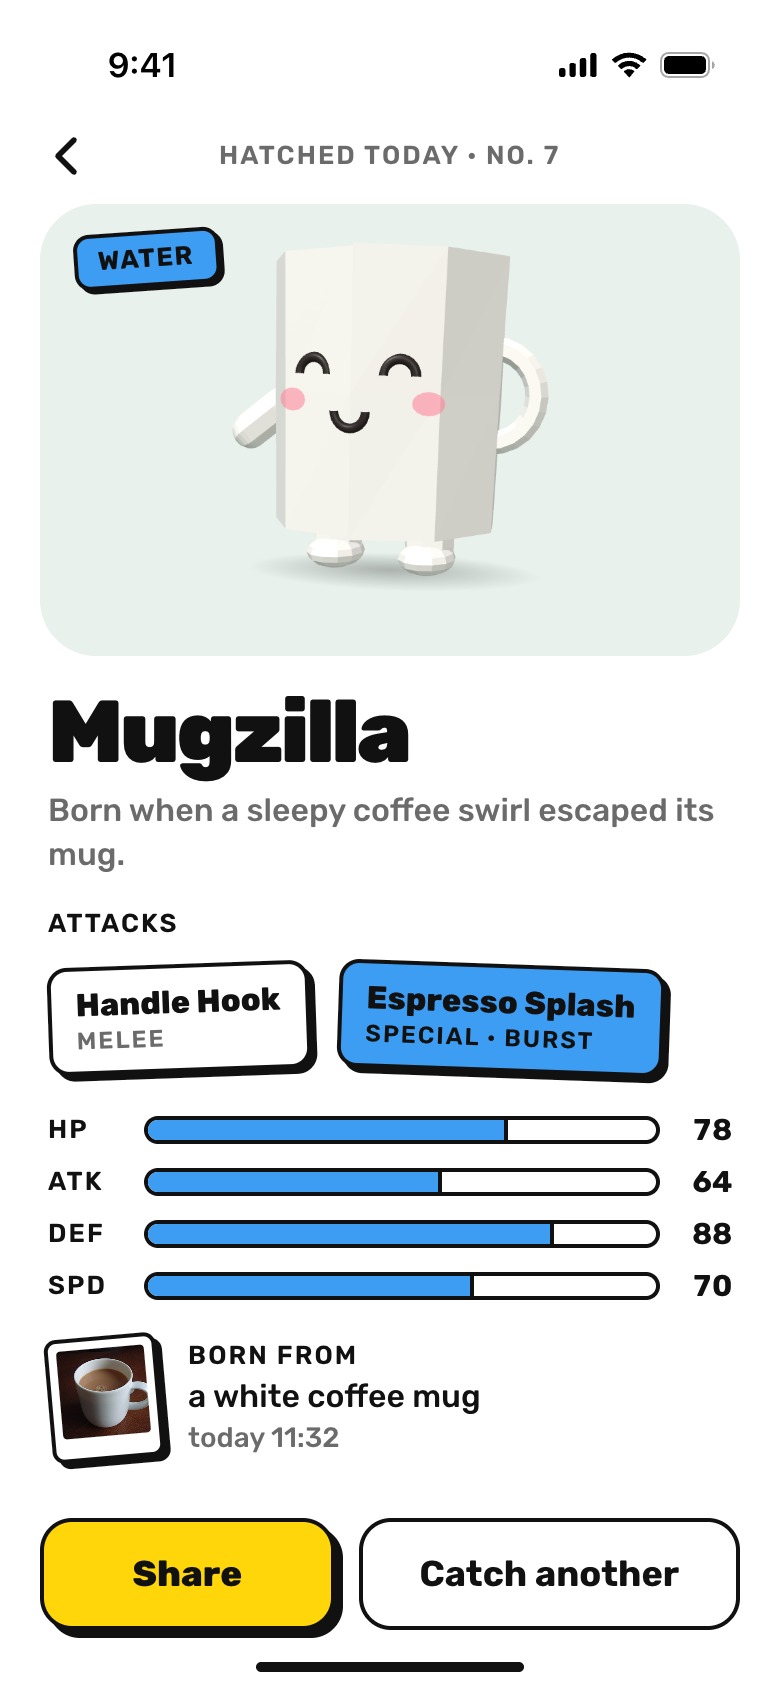 9:41
HATCHED TODAY • NO. 7
WATER
Mugzilla
Born when a sleepy coffee swirl escaped its
mug.
ATTACKS
Handle Hook
MELEE
Espresso Splash
SPECIAL • BURST
HP 78
ATK 64
DEF 88
SPD 70
BORN FROM
a white coffee mug
today 11:32
Share
Catch another